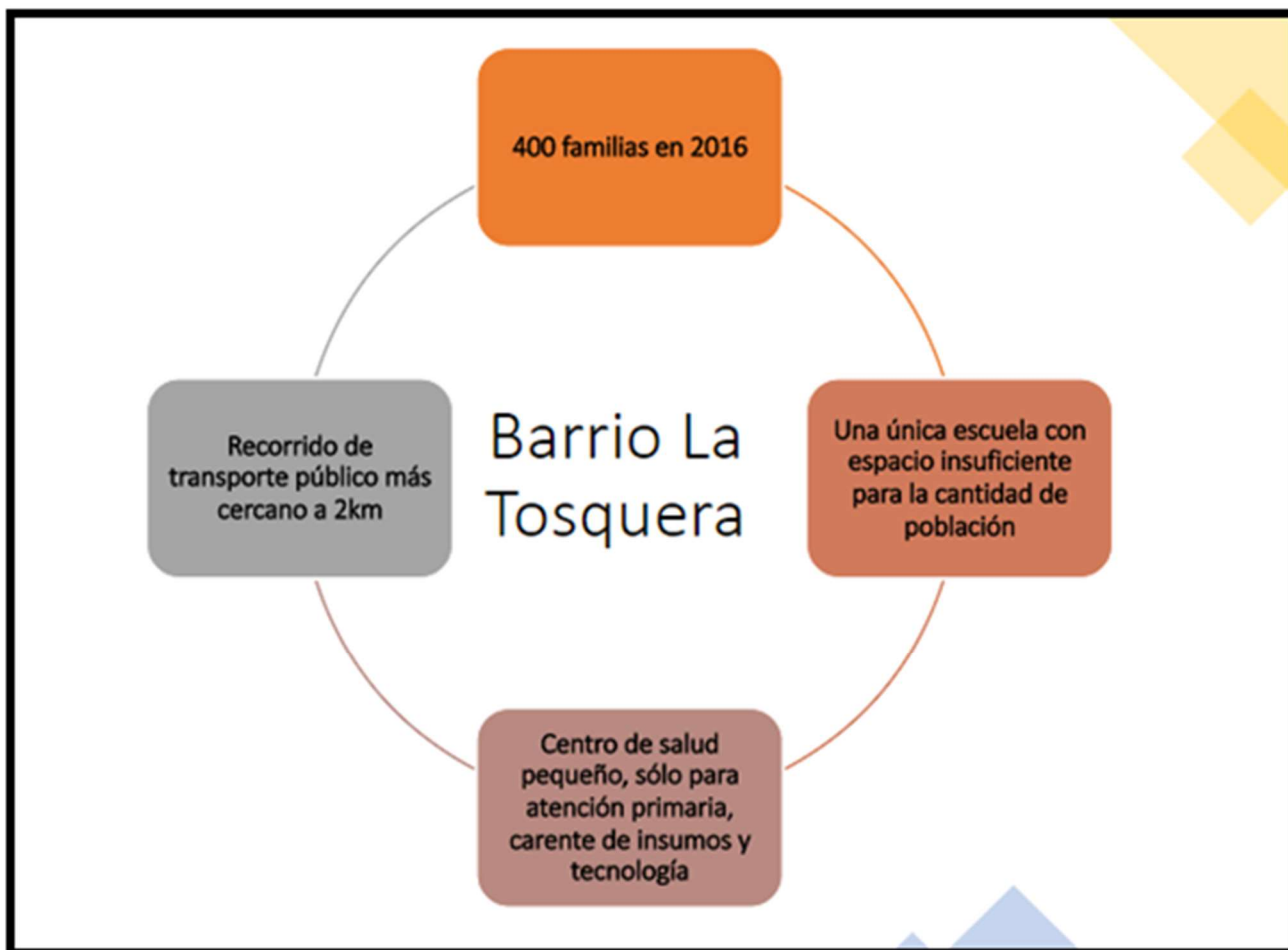 400 familias en 2016
Barrio La
Tosquera
Una única escuela con
espacio insuficiente
para la cantidad de
población
Centro de salud
pequeño, sólo para
atención primaria,
carente de insumos y
tecnología
Recorrido de
transporte público más
cercano a 2km